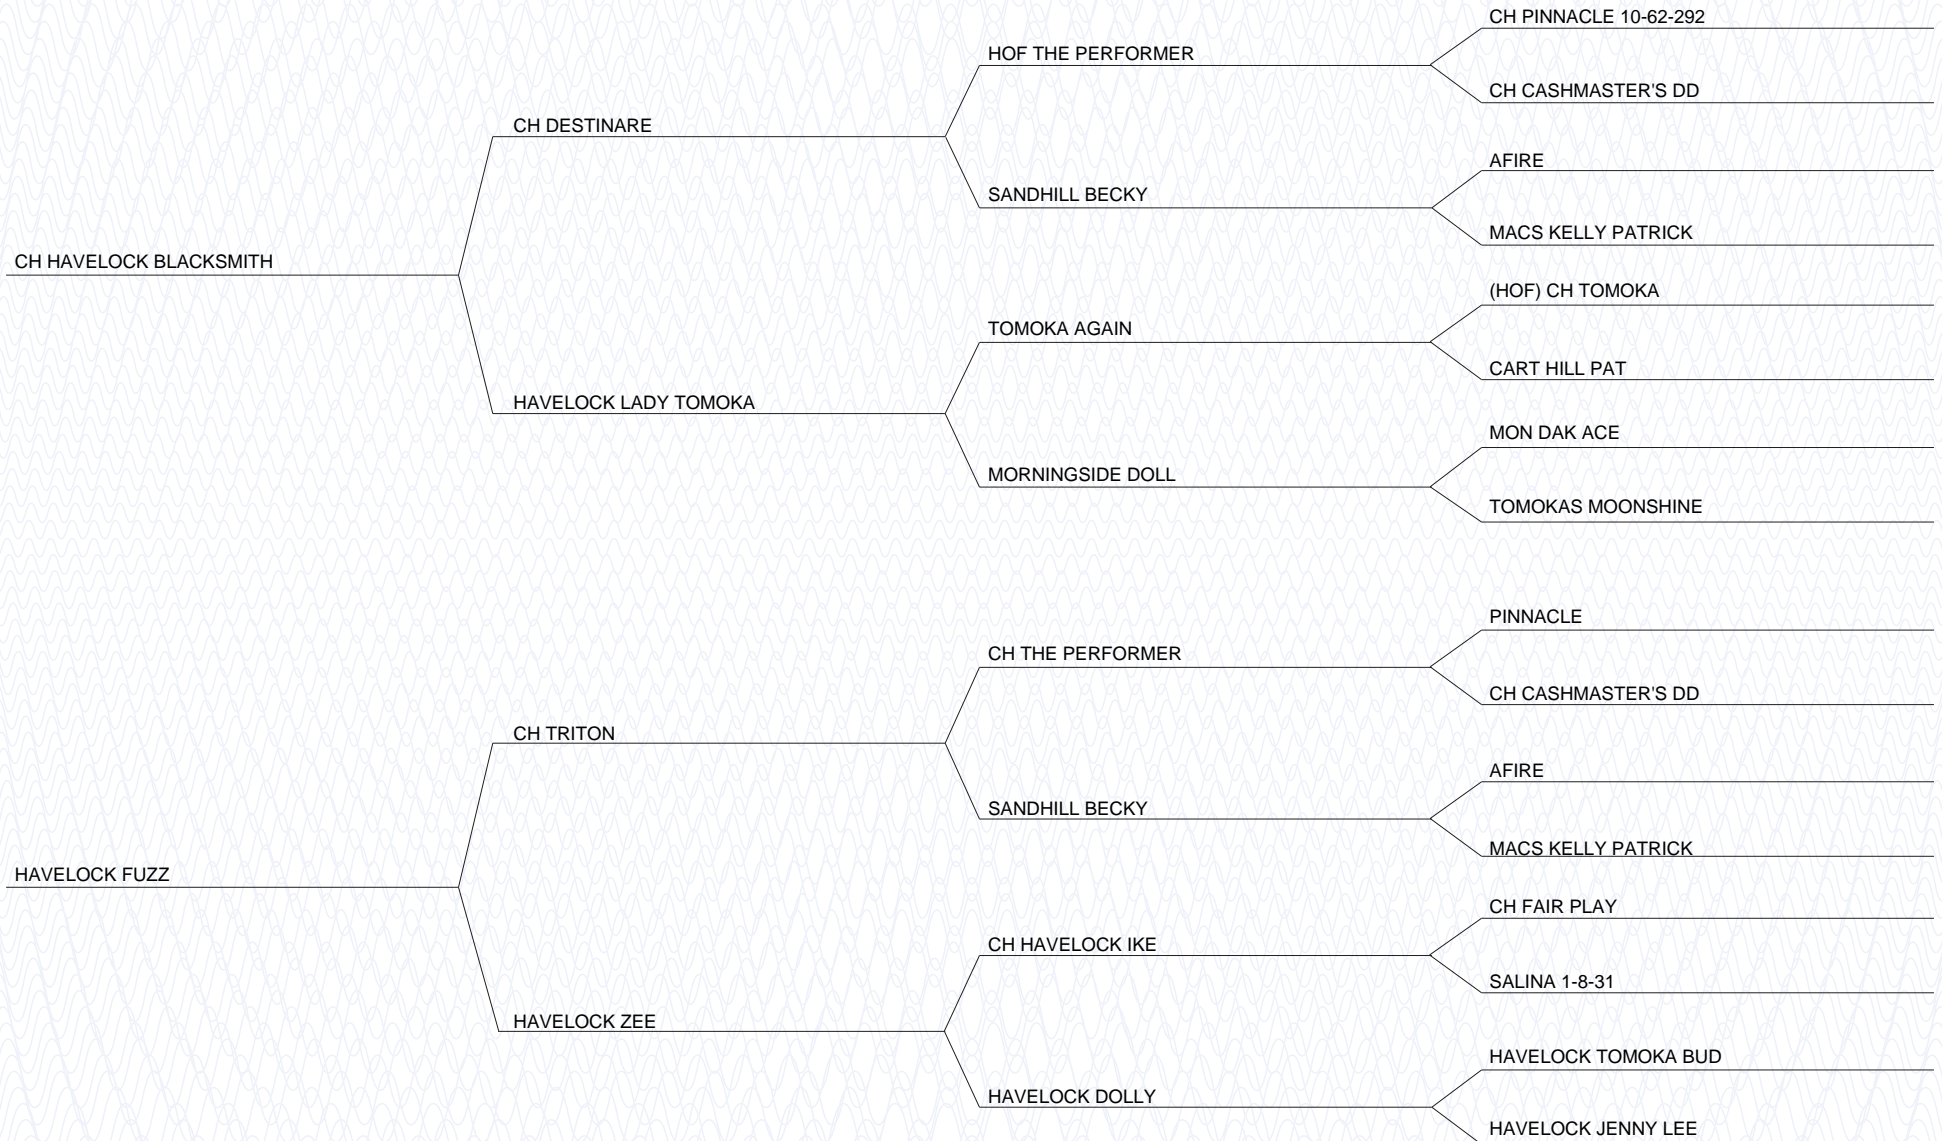 CH PINNACLE 10-62-292
HOF THE PERFORMER
CH CASHMASTER'S DD
CH DESTINARE
AFIRE
SANDHILL BECKY
MACS KELLY PATRICK
CH HAVELOCK BLACKSMITH
(HOF) CH TOMOKA
TOMOKA AGAIN
CART HILL PAT
HAVELOCK LADY TOMOKA
MON DAK ACE
MORNINGSIDE DOLL
TOMOKAS MOONSHINE
PINNACLE
CH THE PERFORMER
CH CASHMASTER'S DD
CH TRITON
AFIRE
SANDHILL BECKY
MACS KELLY PATRICK
HAVELOCK FUZZ
CH FAIR PLAY
CH HAVELOCK IKE
SALINA 1-8-31
HAVELOCK ZEE
HAVELOCK TOMOKA BUD
HAVELOCK DOLLY
HAVELOCK JENNY LEE